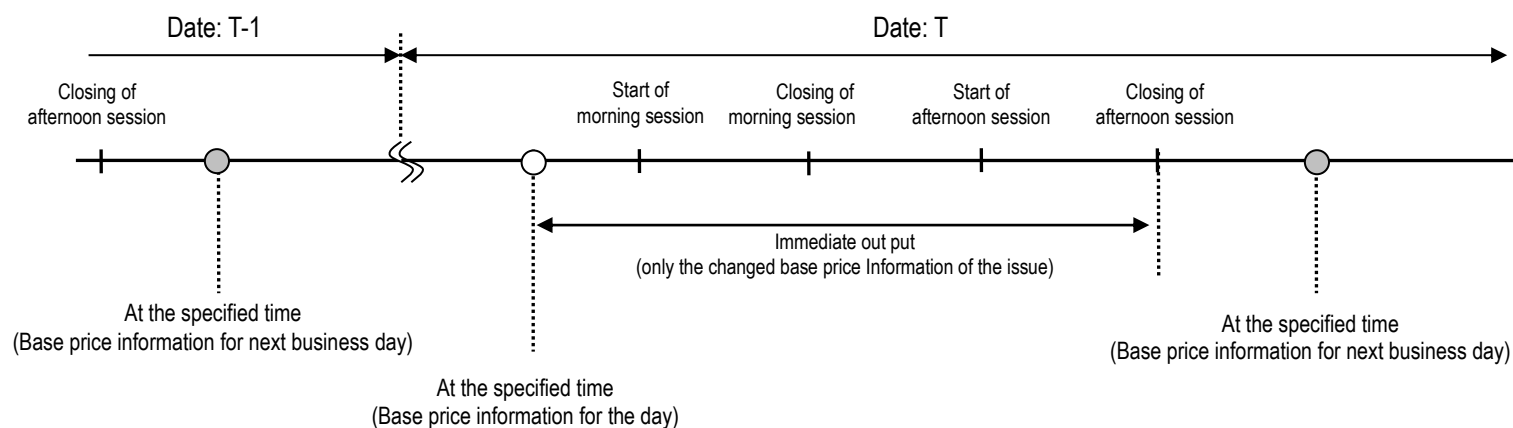 Date: T-1
Date: T
Closing of
afternoon session
Start of
morning session
Closing of
morning session
Start of
afternoon session
Closing of
afternoon session
Immediate out put
(only the changed base price Information of the issue)
At the specified time
(Base price information for next business day)
At the specified time
(Base price information for the day)
At the specified time
(Base price information for next business day)